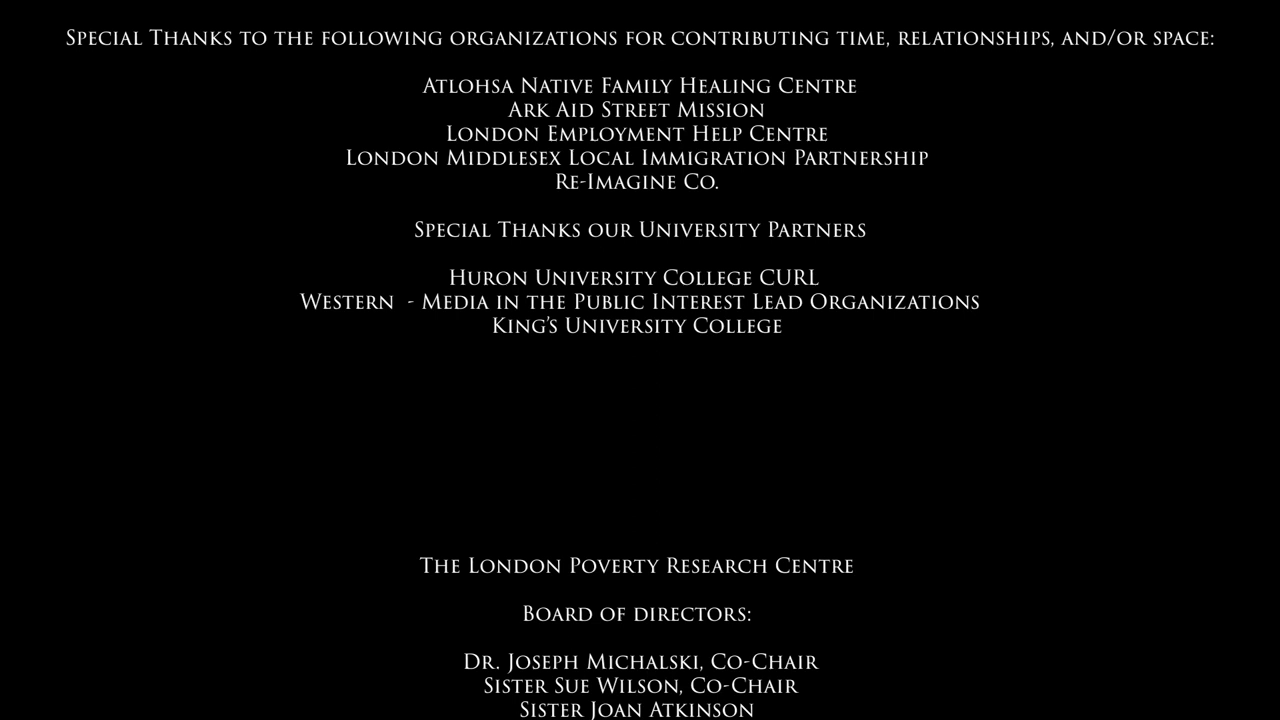 Special Thanks to the following organizations for contributing time, relationships, and/or space:
Atlohsa Native Family Healing Centre
Ark Aid Street Mission
London Employment Help Centre
London Middlesex Local Immigration Partnership
Re-Imagine Co.
Special Thanks our University Partners
Huron University College CURL
Western - Media in the Public Interest Lead Organizations
King's University College
The London Poverty Research Centre
Board of directors:
Dr. Joseph Michalski, Co-Chair
Sister Sue Wilson, Co-Chair
Sister Joan Atkinson